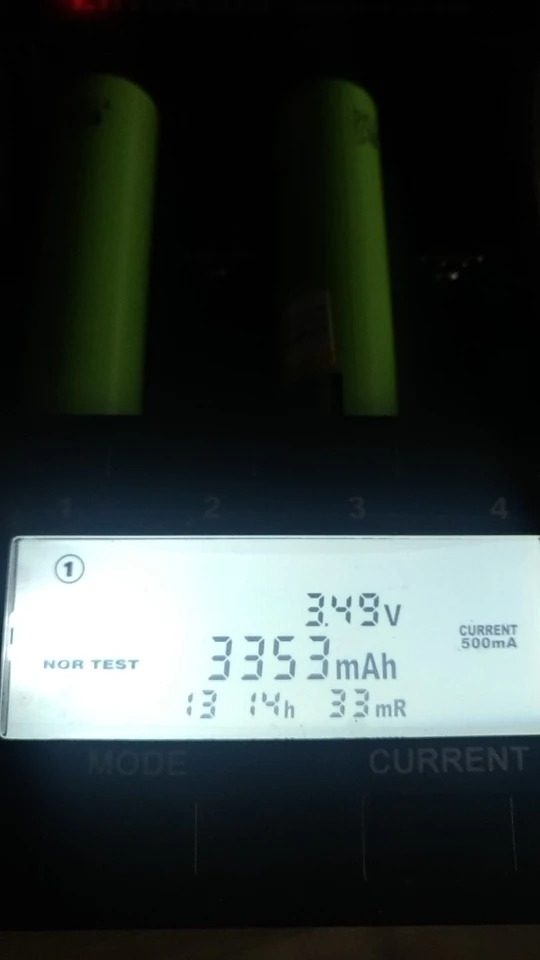 1 2 3 4
1
3.49V
CURRENT
500mA
NOR TEST
3353mAh
13 14h 33mR
MODE CURRENT